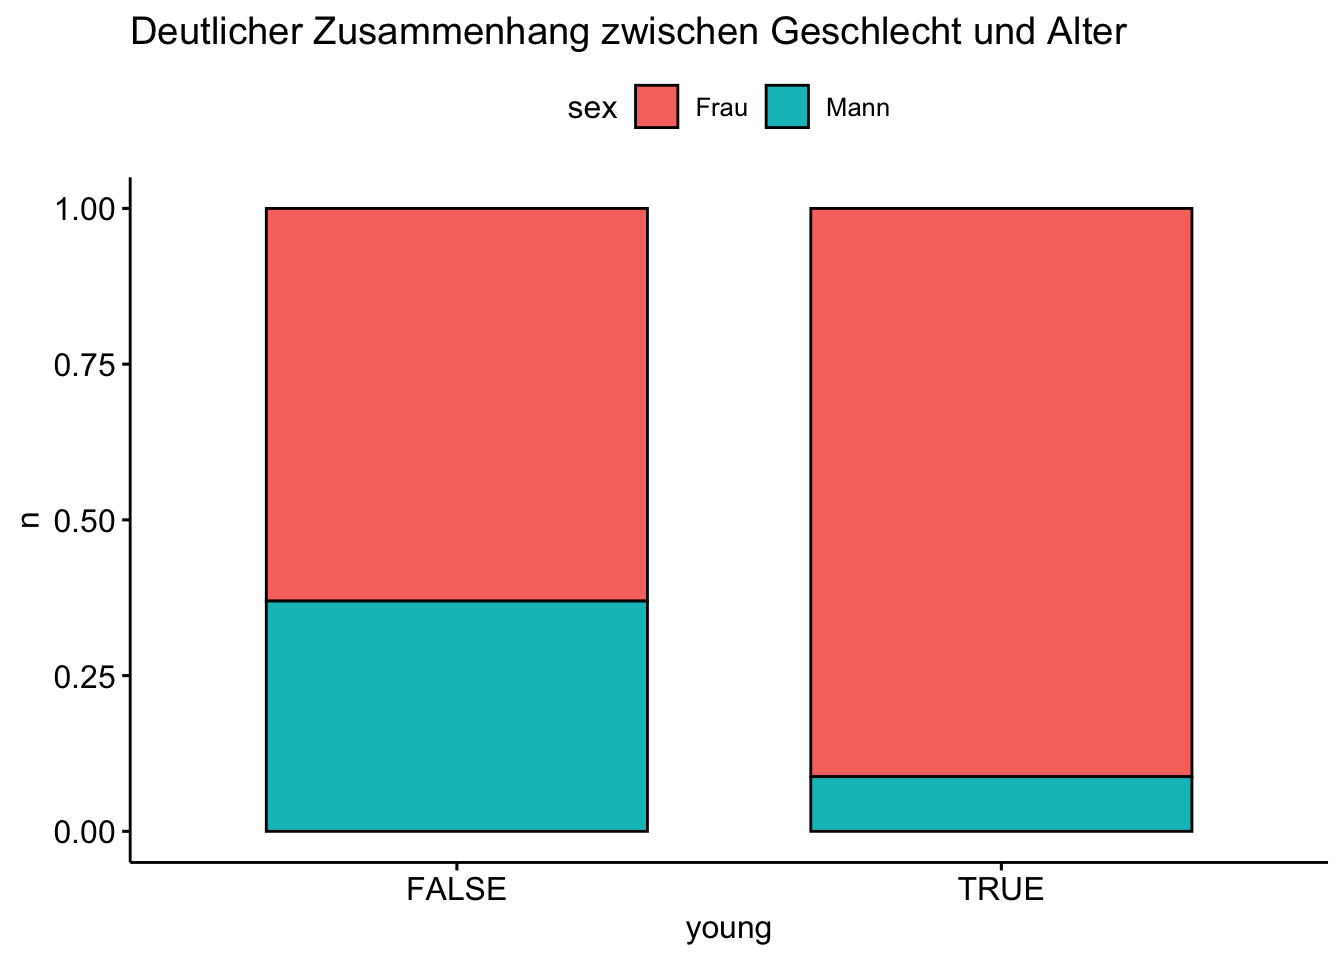 Deutlicher Zusammenhang zwischen Geschlecht und Alter
sex Frau Mann
1.00
0.75
0.50
0.25
0.00
n
FALSE TRUE
young